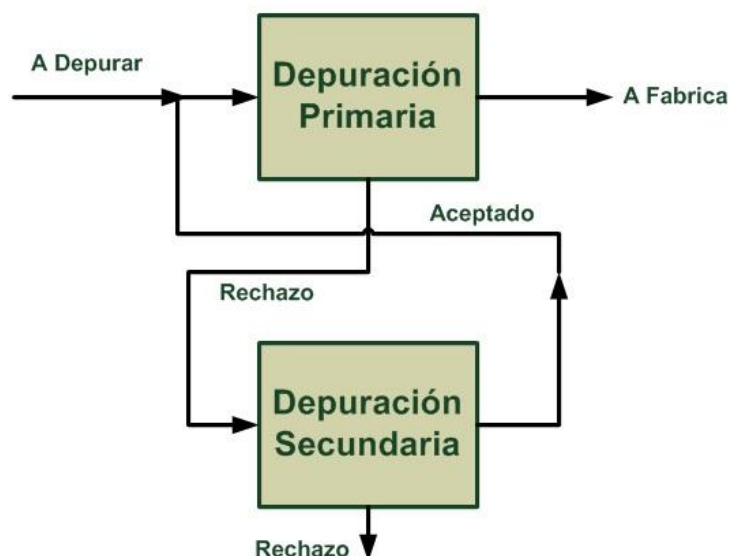 A Depurar
Depuración
Primaria
A Fabrica
Aceptado
Rechazo
Depuración
Secundaria
Rechazo